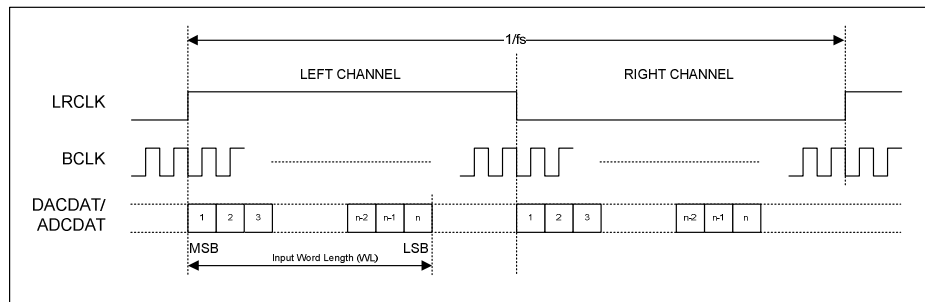 1/fs
LEFT CHANNEL RIGHT CHANNEL
LRCLK
BCLK
DACDAT/
ADCDAT
1 2 3 n-2 n-1 n 1 2 3 n-2 n-1 n
MSB LSB
Input Word Length (WL)